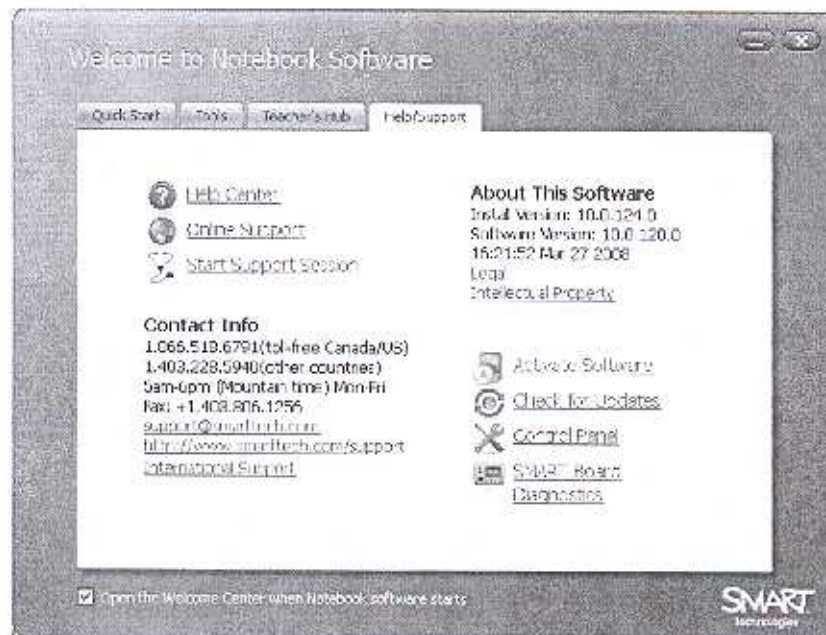 Welcome to Notebook Software
Quick Start
Tools
Teacher's Hub
Help/Support
Help Center
Online Support
Start Support Session
Contact Info
1.866.518.6791(toll-free Canada/US)
1.403.228.5940(other countries)
5am-6pm (Mountain time) Mon-Fri
Fax: +1.403.806.1256
support@smarttech.com
http://www.smarttech.com/support
International Support
About This Software
Install Version: 10.0.124.0
Software Version: 10.0.120.0
16:21:52 Mar 27 2008
Legal
Intellectual Property
Activate Software
Check for Updates
Control Panel
SMART Board
Diagnostics
Open the Welcome Center when Notebook software starts
SMART
technologies